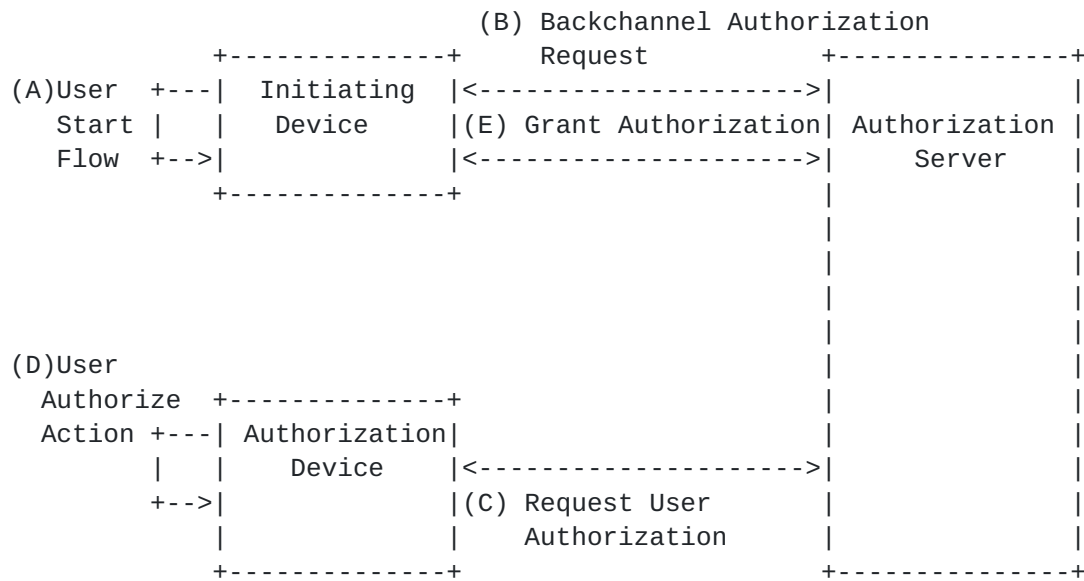 (B) Backchannel Authorization
Request
(A)User Initiating
Start Device (E) Grant Authorization Authorization
Flow Server
(D)User
Authorize
Action Authorization
Device
(C) Request User
Authorization